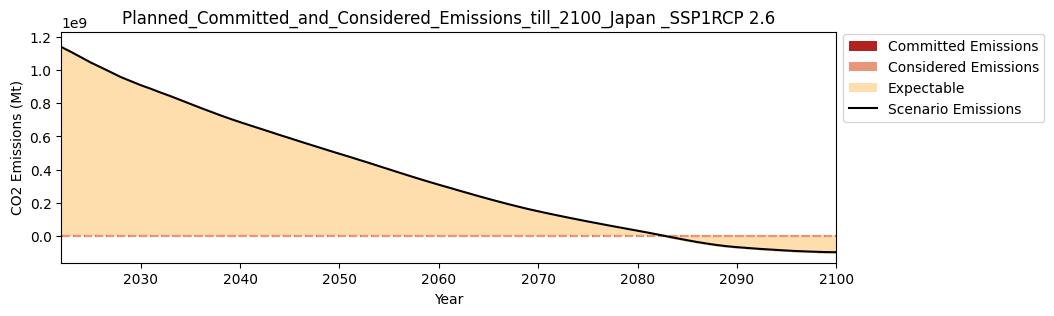 Planned_Committed_and_Considered_Emissions_till_2100_Japan _SSP1RCP 2.6
1e9
1.2
1.0
0.8
0.6
0.4
0.2
0.0
CO2 Emissions (Mt)
2030
2040
2050
2060
2070
2080
2090
2100
Year
Committed Emissions
Considered Emissions
Expectable
Scenario Emissions